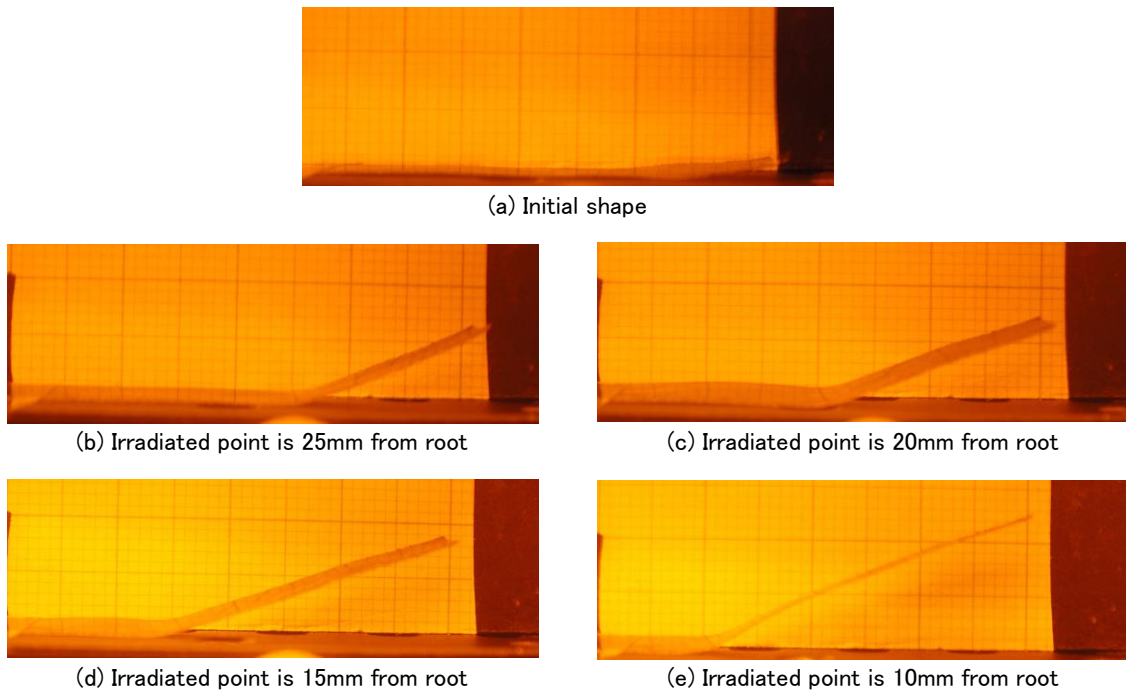 (a) Initial shape
(b) Irradiated point is 25mm from root
(c) Irradiated point is 20mm from root
(d) Irradiated point is 15mm from root
(e) Irradiated point is 10mm from root